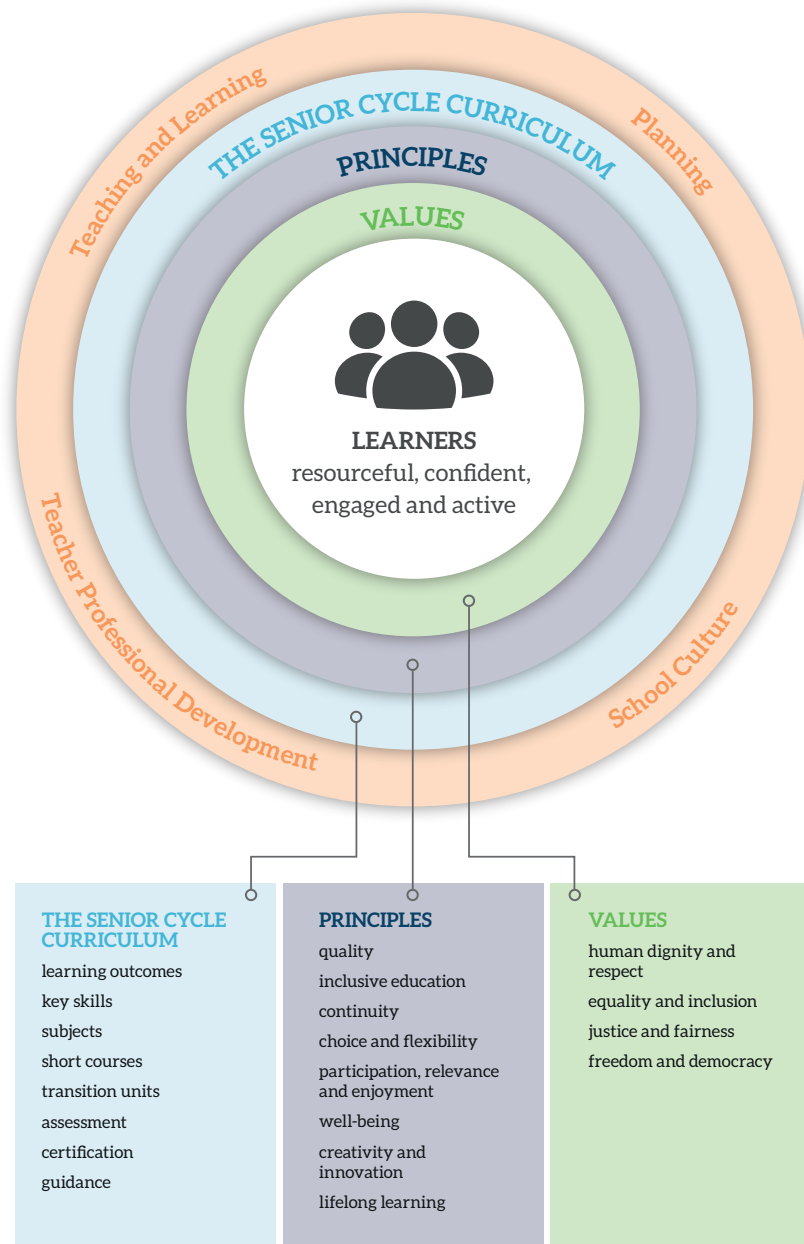 Teaching and Learning
Planning
THE SENIOR CYCLE CURRICULUM
PRINCIPLES
VALUES
LEARNERS
resourceful, confident,
engaged and active
Teacher Professional Development
School Culture
THE SENIOR CYCLE
CURRICULUM
learning outcomes
key skills
subjects
short courses
transition units
assessment
certification
guidance
PRINCIPLES
quality
inclusive education
continuity
choice and flexibility
participation, relevance
and enjoyment
well-being
creativity and
innovation
lifelong learning
VALUES
human dignity and
respect
equality and inclusion
justice and fairness
freedom and democracy